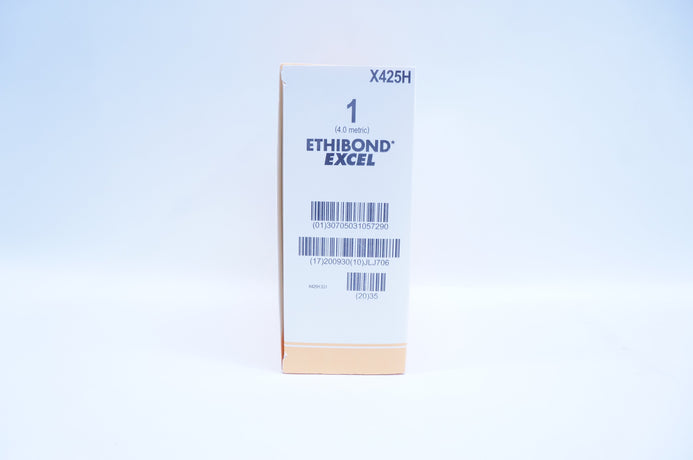 X425H
1
(4.0 metric)
ETHIBOND*
EXCEL
(01)30705031057290
(17)200930(10)JLJ706
(20)35